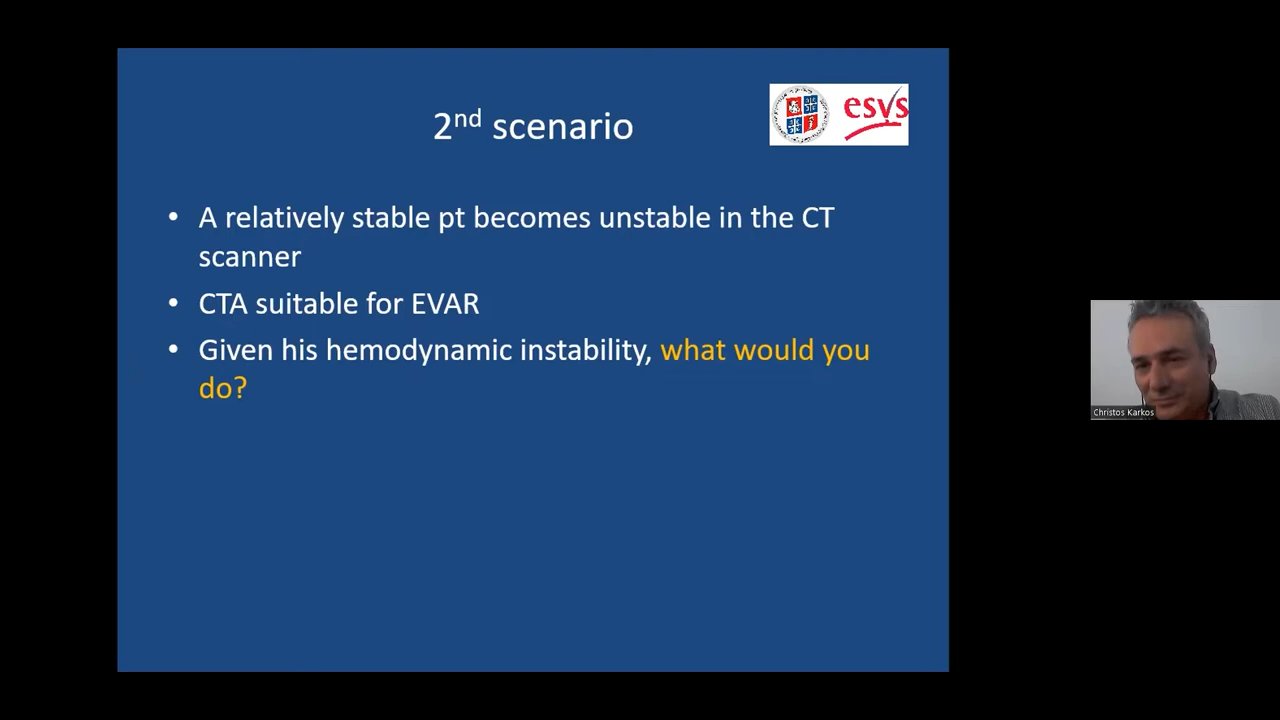 2nd scenario
esvs
• A relatively stable pt becomes unstable in the CT
scanner
• CTA suitable for EVAR
• Given his hemodynamic instability, what would you
do?
Christos Karkos